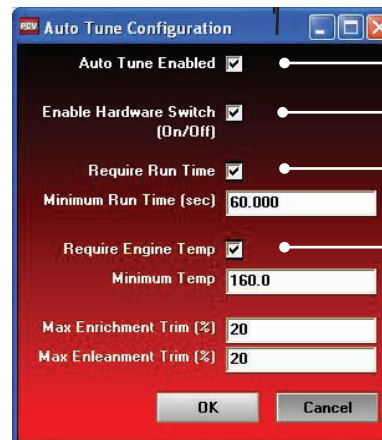 PCV Auto Tune Configuration
Auto Tune Enabled
Enable Hardware Switch
(On/Off)
Require Run Time
Minimum Run Time (sec) 60.000
Require Engine Temp
Minimum Temp 160.0
Max Enrichment Trim (%) 20
Max Enleanment Trim (%) 20
OK Cancel